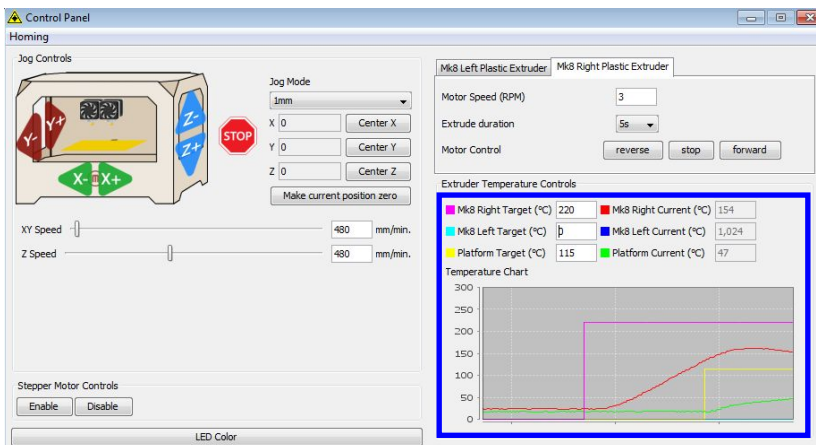 Control Panel
Homing
Jog Controls
Y- Y+
Z-
Z+
X- X+
STOP
Jog Mode
1mm
X 0 Center X
Y 0 Center Y
Z 0 Center Z
Make current position zero
XY Speed 480 mm/min.
Z Speed 480 mm/min.
Stepper Motor Controls
Enable Disable
LED Color
Mk8 Left Plastic Extruder Mk8 Right Plastic Extruder
Motor Speed (RPM) 3
Extrude duration 5s
Motor Control reverse stop forward
Extruder Temperature Controls
Mk8 Right Target (°C) 220 Mk8 Right Current (°C) 154
Mk8 Left Target (°C) 0 Mk8 Left Current (°C) 1,024
Platform Target (°C) 115 Platform Current (°C) 47
Temperature Chart
300
250
200
150
100
50
0